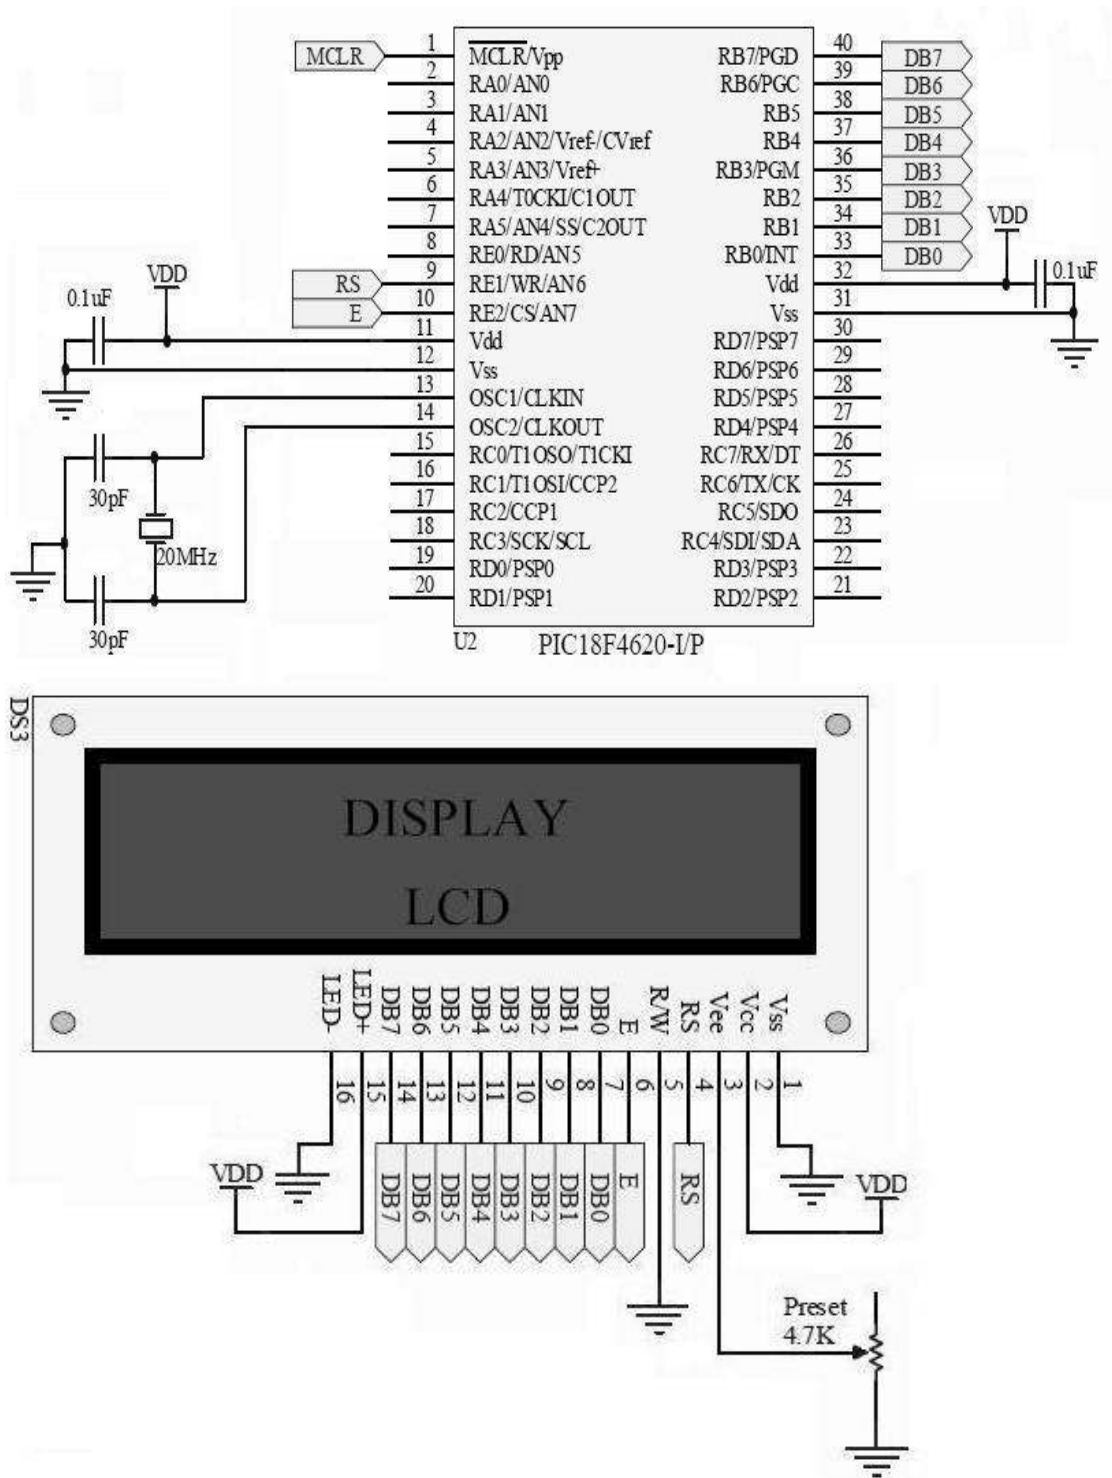 MCLR 1 MCLR/Vpp RB7/PGD 40 DB7
2 RA0/AN0 RB6/PGC 39 DB6
3 RA1/AN1 RB5 38 DB5
4 RA2/AN2/Vref-/CVref RB4 37 DB4
5 RA3/AN3/Vref+ RB3/PGM 36 DB3
6 RA4/T0CKI/C1OUT RB2 35 DB2
7 RA5/AN4/SS/C2OUT RB1 34 DB1
8 RE0/RD/AN5 RB0/INT 33 DB0
RS 9 RE1/WR/AN6 Vdd 32
E 10 RE2/CS/AN7 Vss 31
11 Vdd RD7/PSP7 30
12 Vss RD6/PSP6 29
13 OSC1/CLKIN RD5/PSP5 28
14 OSC2/CLKOUT RD4/PSP4 27
15 RC0/T1OSO/T1CKI RC7/RX/DT 26
16 RC1/T1OSI/CCP2 RC6/TX/CK 25
17 RC2/CCP1 RC5/SDO 24
18 RC3/SCK/SCL RC4/SDI/SDA 23
19 RD0/PSP0 RD3/PSP3 22
20 RD1/PSP1 RD2/PSP2 21
U2 PIC18F4620-I/P
VDD
0.1uF
VDD
0.1uF
30pF
20MHz
30pF
DS3
DISPLAY
LCD
LED- LED+ DB7 DB6 DB5 DB4 DB3 DB2 DB1 DB0 E R/W RS Vee Vcc Vss
16 15 14 13 12 11 10 9 8 7 6 5 4 3 2 1
DB7 DB6 DB5 DB4 DB3 DB2 DB1 DB0 E RS
VDD
VDD
Preset
4.7K